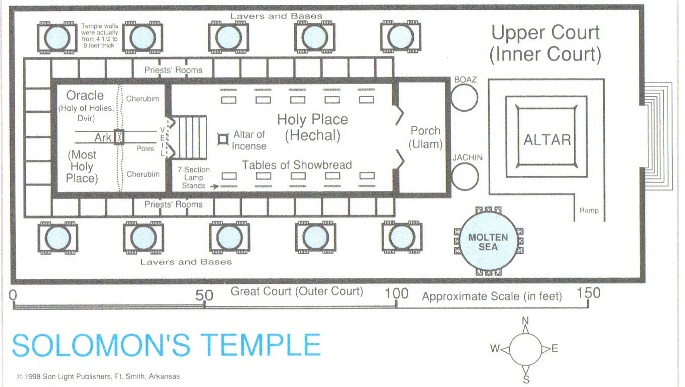 Lavers and Bases
Temple walls
were actually
from 4 1/2 to
9 feet thick
Upper Court
(Inner Court)
Priests' Rooms
BOAZ
Oracle
(Holy of Holies,
Dvir)
Cherubim
Holy Place
(Hechal)
Porch
(Ulam)
Ark
VEIL
Altar of
Incense
ALTAR
Poles
(Most
Holy
Place)
Cherubim
7-Section
Lamp
Stands
Tables of Showbread
JACHIN
Priests' Rooms
Ramp
MOLTEN
SEA
Lavers and Bases
0 50 Great Court (Outer Court) 100 Approximate Scale (in feet) 150
SOLOMON'S TEMPLE
N
W E
S
© 1998 Son Light Publishers, Ft. Smith, Arkansas